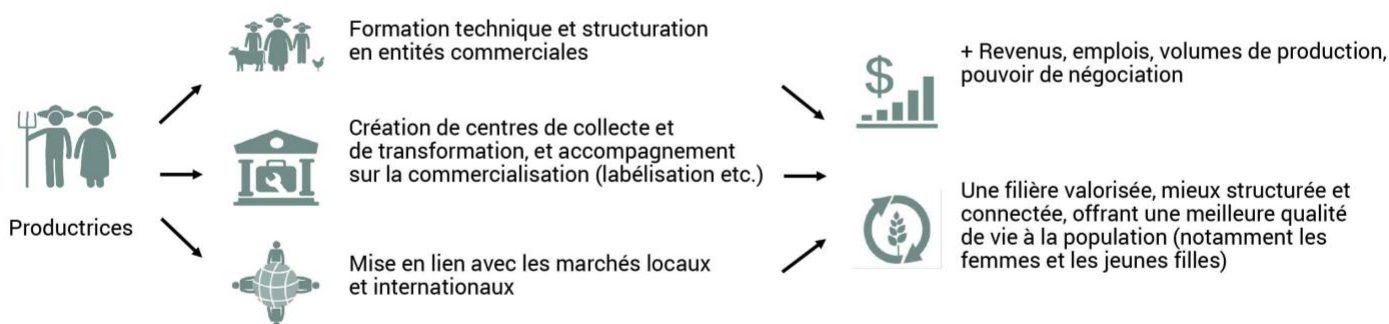 Productrices
Formation technique et structuration
en entités commerciales
Création de centres de collecte et
de transformation, et accompagnement
sur la commercialisation (labélisation etc.)
Mise en lien avec les marchés locaux
et internationaux
$
+ Revenus, emplois, volumes de production,
pouvoir de négociation
Une filière valorisée, mieux structurée et
connectée, offrant une meilleure qualité
de vie à la population (notamment les
femmes et les jeunes filles)